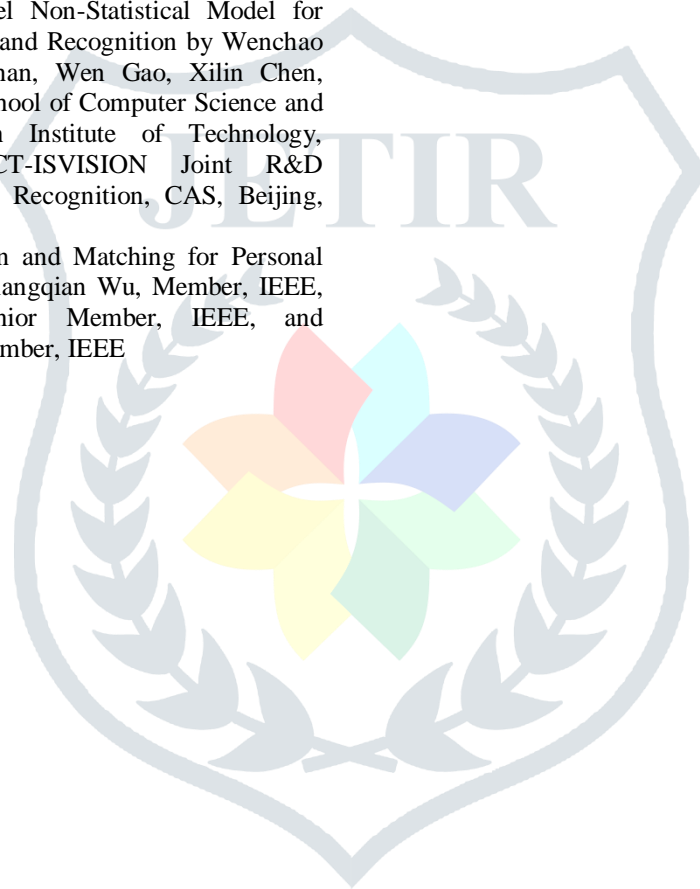 el Non-Statistical Model for
and Recognition by Wenchao
han, Wen Gao, Xilin Chen,
hool of Computer Science and
n Institute of Technology,
CT-ISVISION Joint R&D
Recognition, CAS, Beijing,
n and Matching for Personal
iangqian Wu, Member, IEEE,
nior Member, IEEE, and
mber, IEEE
JETIR